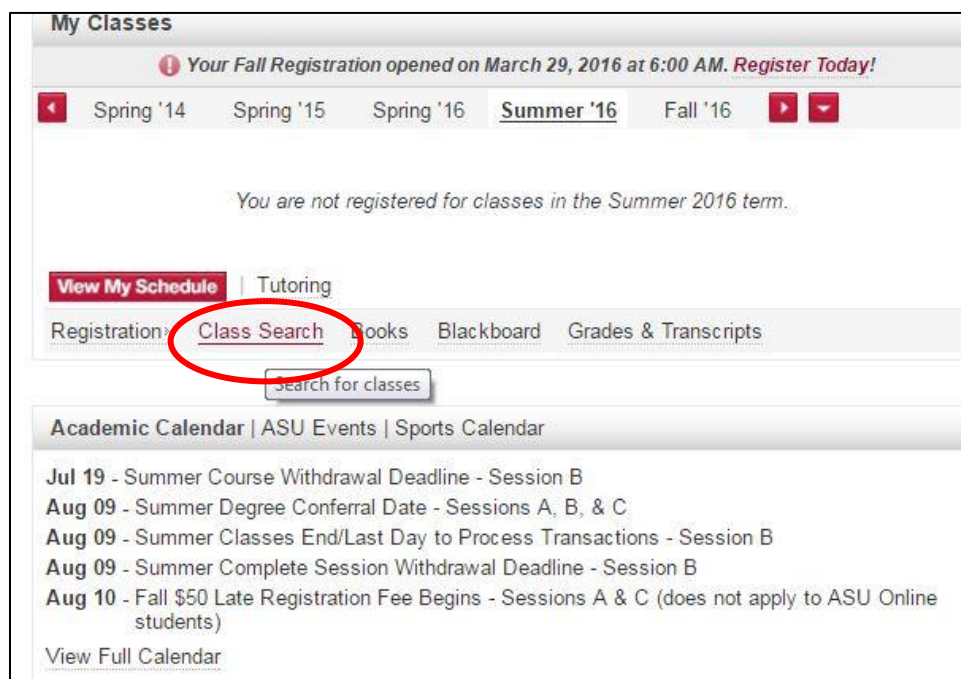 My Classes
Your Fall Registration opened on March 29, 2016 at 6:00 AM. Register Today!
Spring '14 Spring '15 Spring '16 Summer '16 Fall '16
You are not registered for classes in the Summer 2016 term.
View My Schedule | Tutoring
Registration» Class Search Books Blackboard Grades & Transcripts
Search for classes
Academic Calendar | ASU Events | Sports Calendar
Jul 19 - Summer Course Withdrawal Deadline - Session B
Aug 09 - Summer Degree Conferral Date - Sessions A, B, & C
Aug 09 - Summer Classes End/Last Day to Process Transactions - Session B
Aug 09 - Summer Complete Session Withdrawal Deadline - Session B
Aug 10 - Fall $50 Late Registration Fee Begins - Sessions A & C (does not apply to ASU Online
students)
View Full Calendar